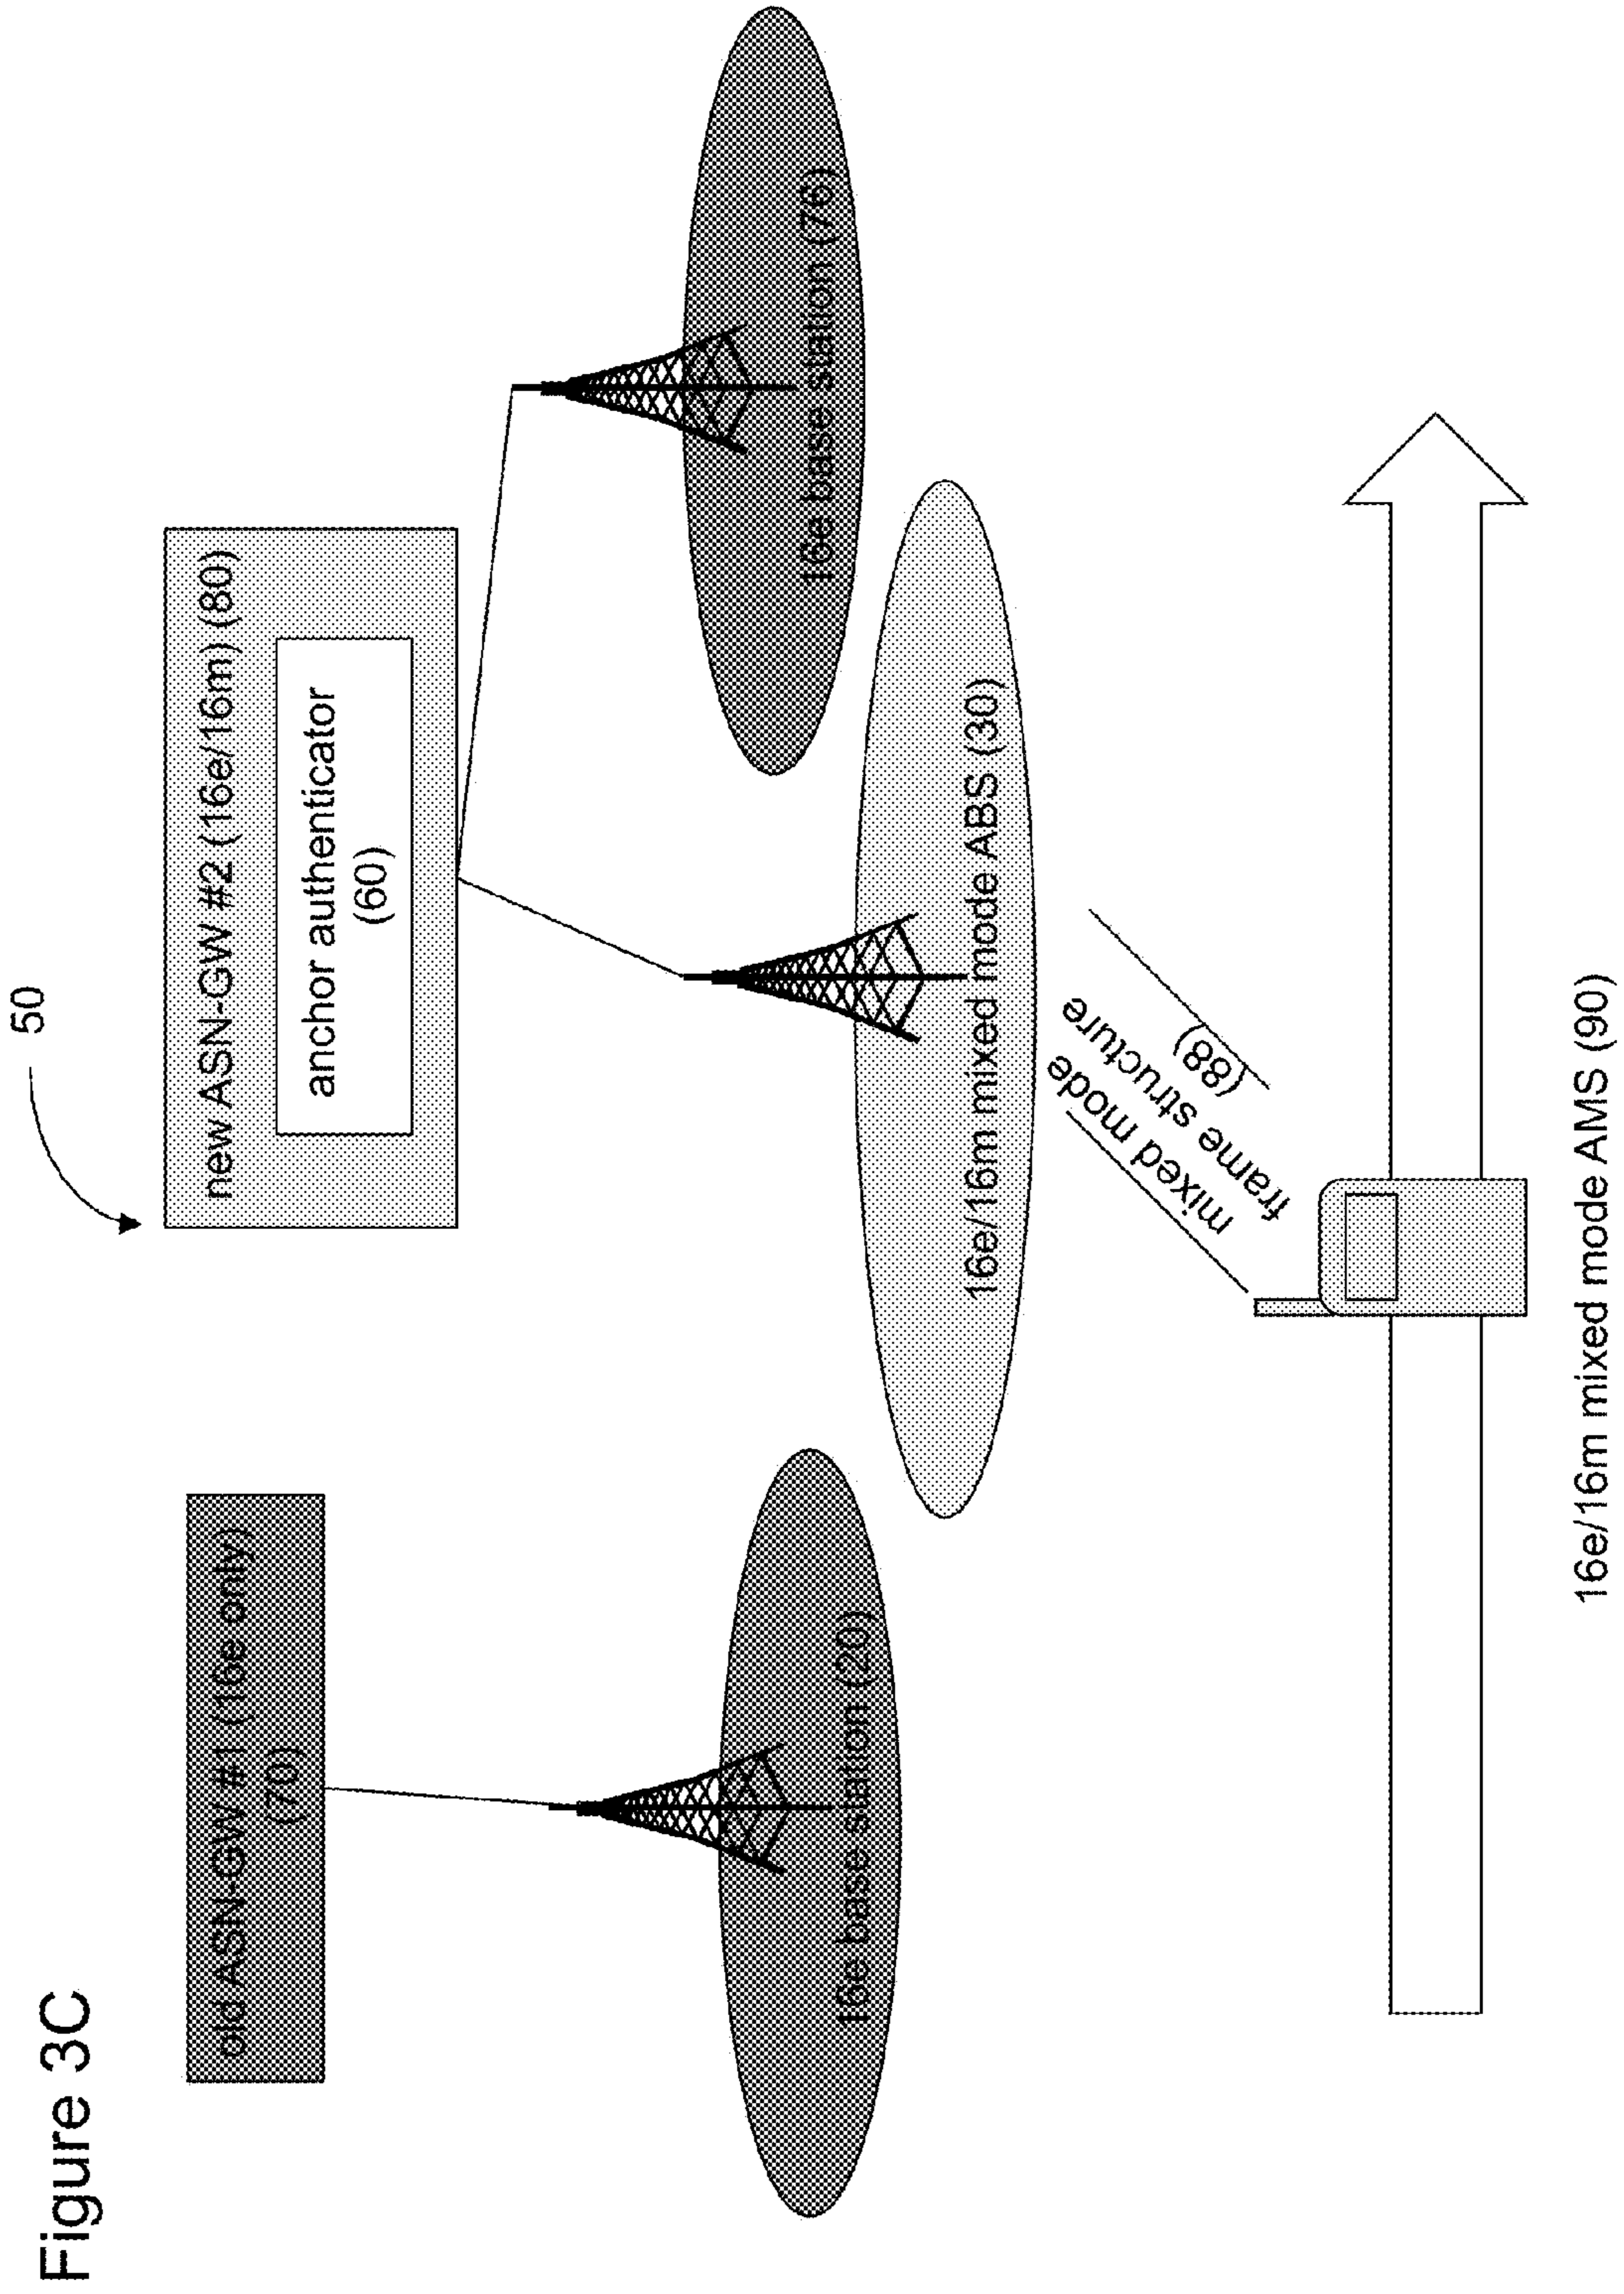 Figure 3C
50
old ASN-GW #1 (16e only)
(70)
new ASN-GW #2 (16e/16m) (80)
anchor authenticator
(60)
16e base station (20)
16e/16m mixed mode ABS (30)
16e base station (76)
mixed mode
frame structure
(88)
16e/16m mixed mode AMS (90)